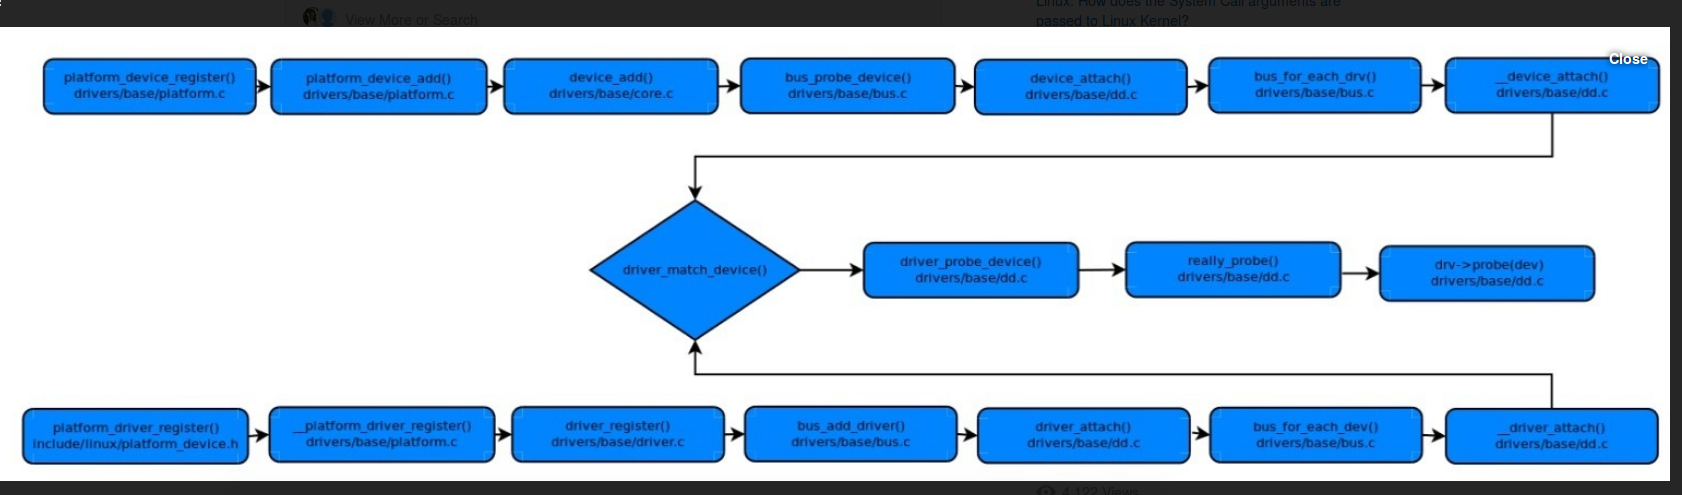 View More or Search
Linux: How does the System Call arguments are
passed to Linux Kernel?
Close
platform_device_register()
drivers/base/platform.c
platform_device_add()
drivers/base/platform.c
device_add()
drivers/base/core.c
bus_probe_device()
drivers/base/bus.c
device_attach()
drivers/base/dd.c
bus_for_each_drv()
drivers/base/bus.c
__device_attach()
drivers/base/dd.c
driver_match_device()
driver_probe_device()
drivers/base/dd.c
really_probe()
drivers/base/dd.c
drv->probe(dev)
drivers/base/dd.c
platform_driver_register()
include/linux/platform_device.h
__platform_driver_register()
drivers/base/platform.c
driver_register()
drivers/base/driver.c
bus_add_driver()
drivers/base/bus.c
driver_attach()
drivers/base/dd.c
bus_for_each_dev()
drivers/base/bus.c
__driver_attach()
drivers/base/dd.c
Views